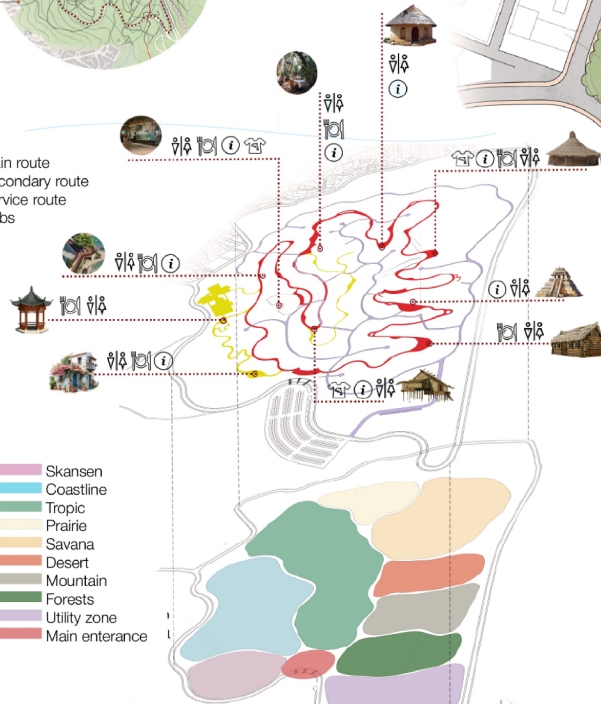 in route
condary route
rvice route
bs
Skansen
Coastline
Tropic
Prairie
Savana
Desert
Mountain
Forests
Utility zone
Main enterance